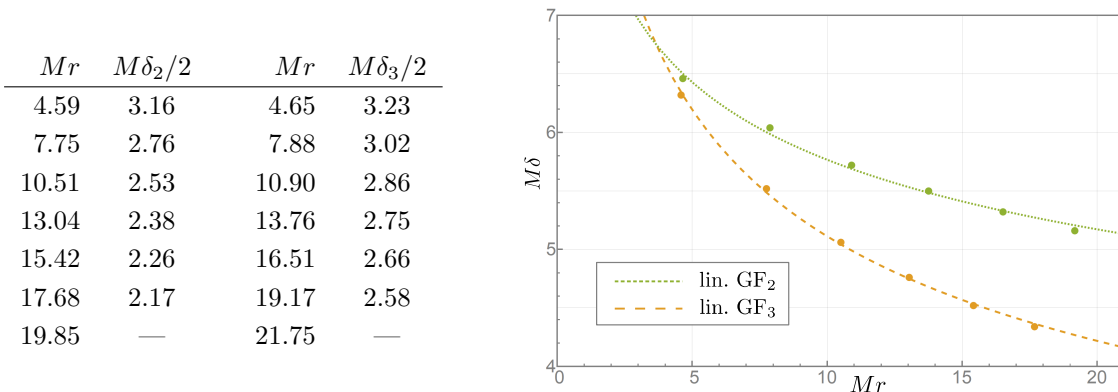 Mr Mδ₂/2 Mr Mδ₃/2
4.59 3.16 4.65 3.23
7.75 2.76 7.88 3.02
10.51 2.53 10.90 2.86
13.04 2.38 13.76 2.75
15.42 2.26 16.51 2.66
17.68 2.17 19.17 2.58
19.85 — 21.75 —
7
6
5
4
Mδ
lin. GF₂
lin. GF₃
0 5 10 15 20
Mr